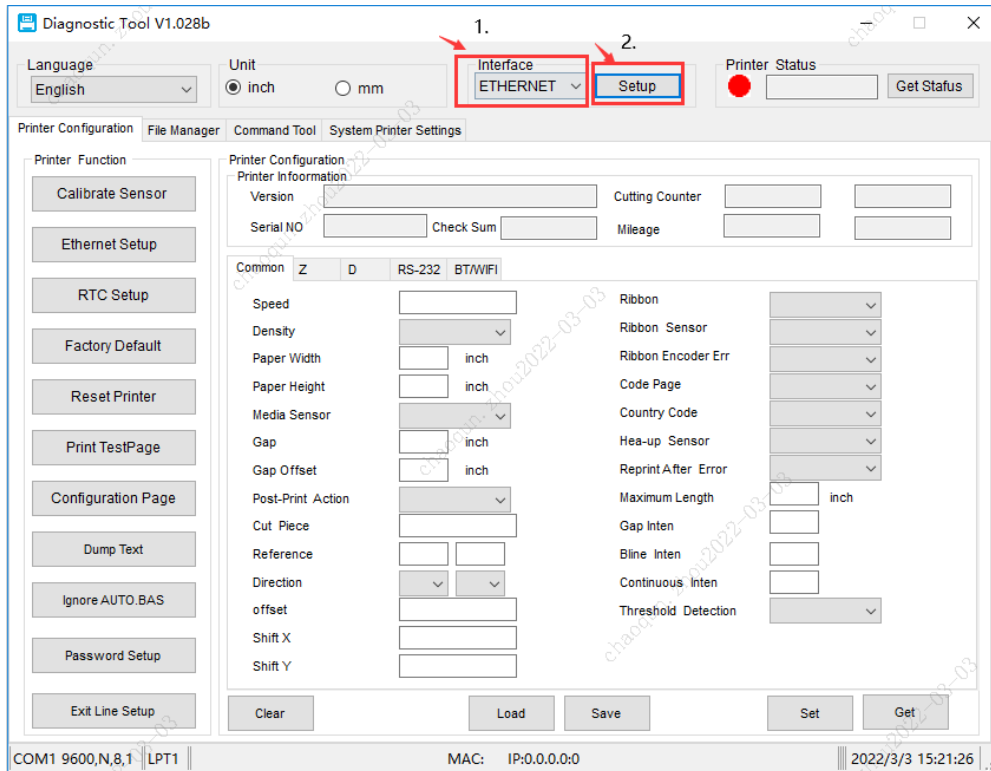 Diagnostic Tool V1.028b
1.
2.
Language
Unit
Interface
Printer Status
English
inch
mm
ETHERNET
Setup
Get Status
Printer Configuration
File Manager
Command Tool
System Printer Settings
Printer Function
Calibrate Sensor
Ethernet Setup
RTC Setup
Factory Default
Reset Printer
Print TestPage
Configuration Page
Dump Text
Ignore AUTO.BAS
Password Setup
Exit Line Setup
Printer Configuration
Printer Infoormation
Version
Cutting Counter
Serial NO
Check Sum
Mileage
Common
Z
D
RS-232
BT/WIFI
Speed
Density
Paper Width inch
Paper Height inch
Media Sensor
Gap inch
Gap Offset inch
Post-Print Action
Cut Piece
Reference
Direction
offset
Shift X
Shift Y
Ribbon
Ribbon Sensor
Ribbon Encoder Err
Code Page
Country Code
Hea-up Sensor
Reprint After Error
Maximum Length inch
Gap Inten
Bline Inten
Continuous Inten
Threshold Detection
Clear
Load
Save
Set
Get
COM1 9600,N,8,1
LPT1
MAC: IP:0.0.0.0:0
2022/3/3 15:21:26
chaoqun. zhou2022-03-03